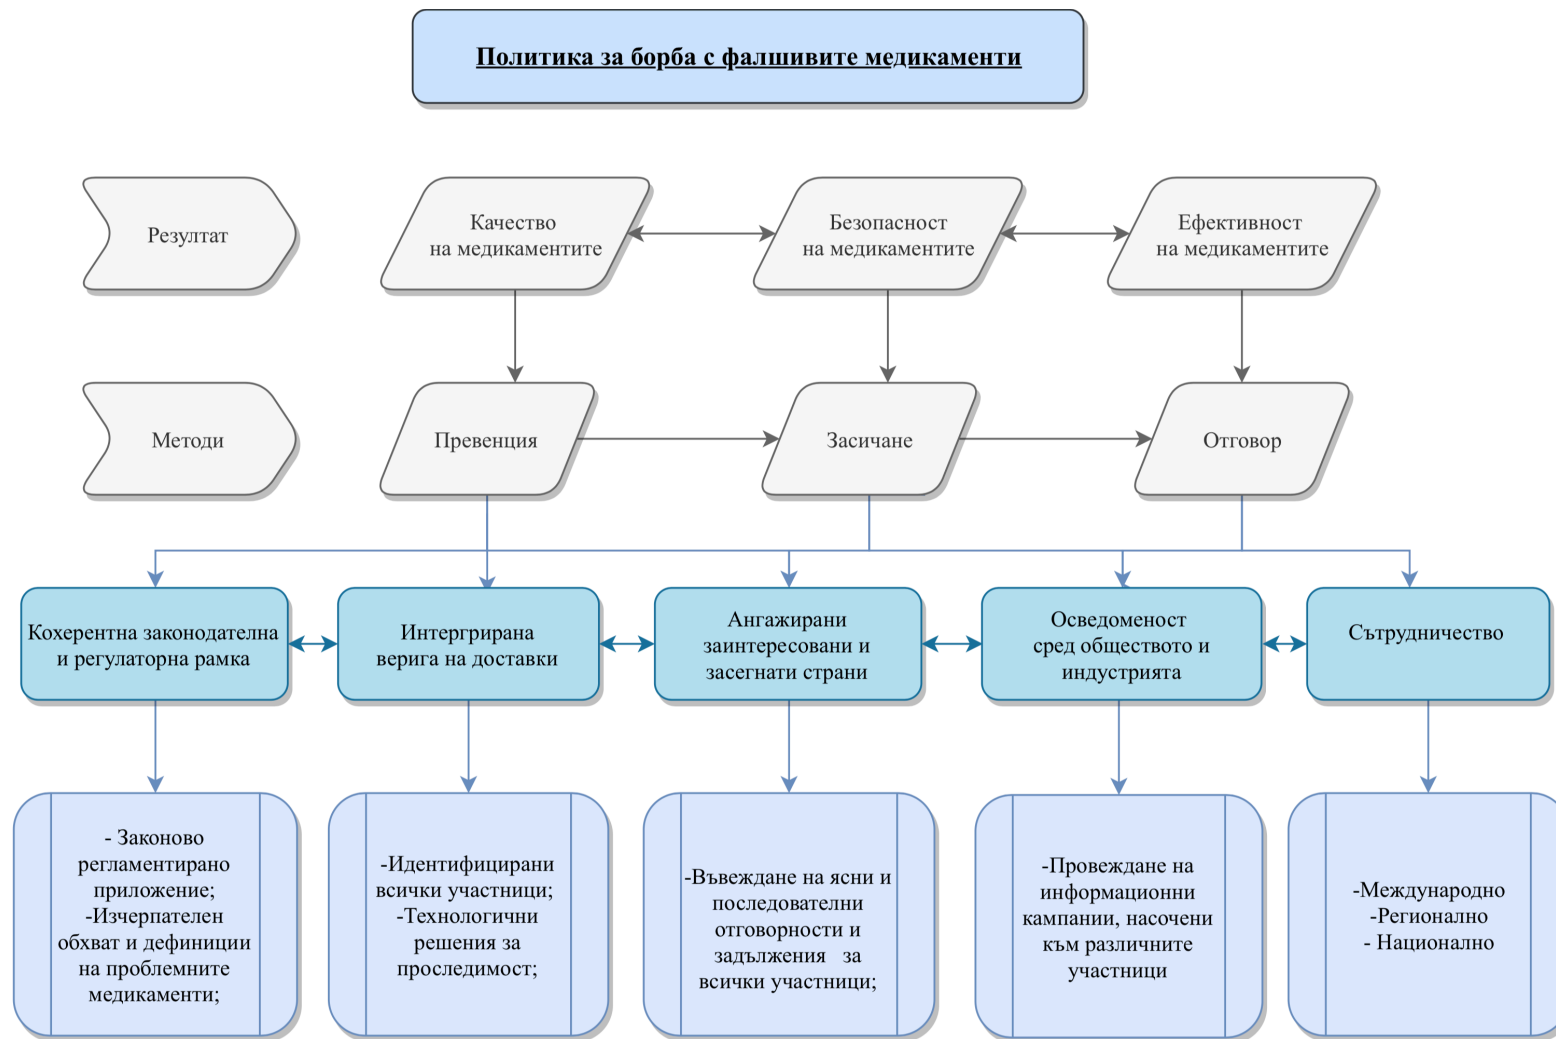 Политика за борба с фалшивите медикаменти
Резултат
Качество
на медикаментите
Безопасност
на медикаментите
Ефективност
на медикаментите
Методи
Превенция
Засичане
Отговор
Кохерентна законодателна
и регулаторна рамка
Интергрирана
верига на доставки
Ангажирани
заинтересовани и
засегнати страни
Осведоменост
сред обществото и
индустрията
Сътрудничество
- Законово
регламентирано
приложение;
-Изчерпателен
обхват и дефиниции
на проблемните
медикаменти;
-Идентифицирани
всички участници;
-Технологични
решения за
проследимост;
-Въвеждане на ясни и
последователни
отговорности и
задължения за
всички участници;
-Провеждане на
информационни
кампании, насочени
към различните
участници
-Международно
-Регионално
- Национално